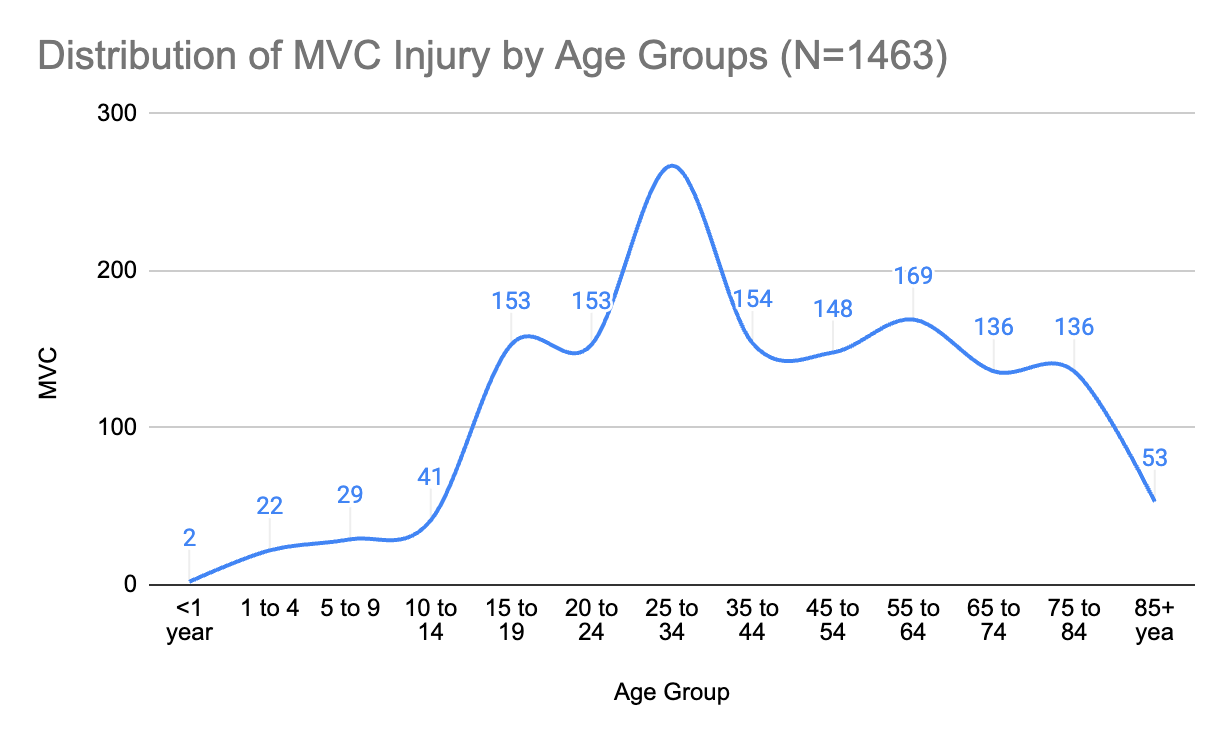 Distribution of MVC Injury by Age Groups (N=1463)
300
200
100
0
MVC
2
22
29
41
153
153
154
148
169
136
136
53
<1 year
1 to 4
5 to 9
10 to 14
15 to 19
20 to 24
25 to 34
35 to 44
45 to 54
55 to 64
65 to 74
75 to 84
85+ yea
Age Group